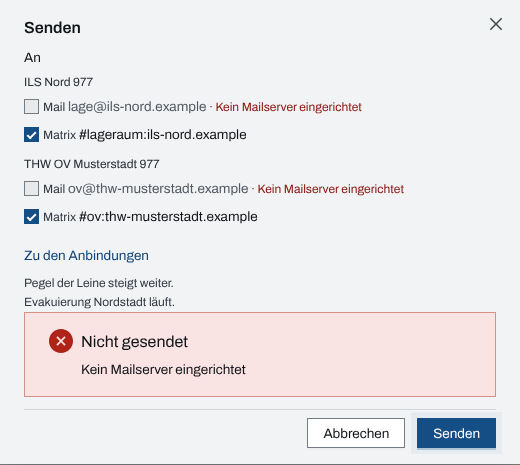 Senden
An
ILS Nord 977
Mail lage@ils-nord.example · Kein Mailserver eingerichtet
Matrix #lageraum:ils-nord.example
THW OV Musterstadt 977
Mail ov@thw-musterstadt.example · Kein Mailserver eingerichtet
Matrix #ov:thw-musterstadt.example
Zu den Anbindungen
Pegel der Leine steigt weiter.
Evakuierung Nordstadt läuft.
Nicht gesendet
Kein Mailserver eingerichtet
Abbrechen Senden